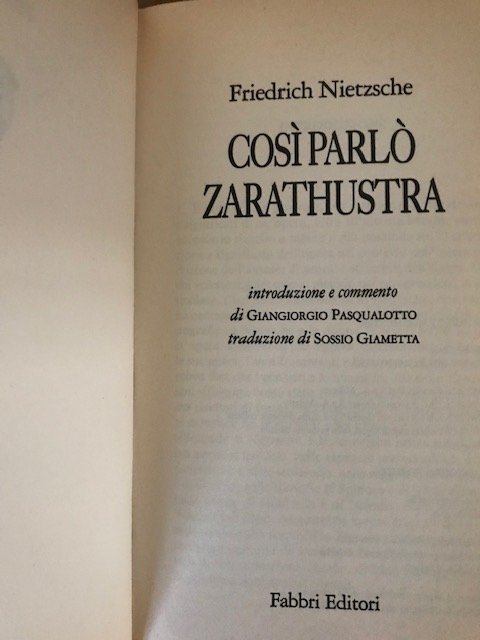 Friedrich Nietzsche
COSÌ PARLÒ
ZARATHUSTRA
introduzione e commento
di GIANGIORGIO PASQUALOTTO
traduzione di SOSSIO GIAMETTA
Fabbri Editori